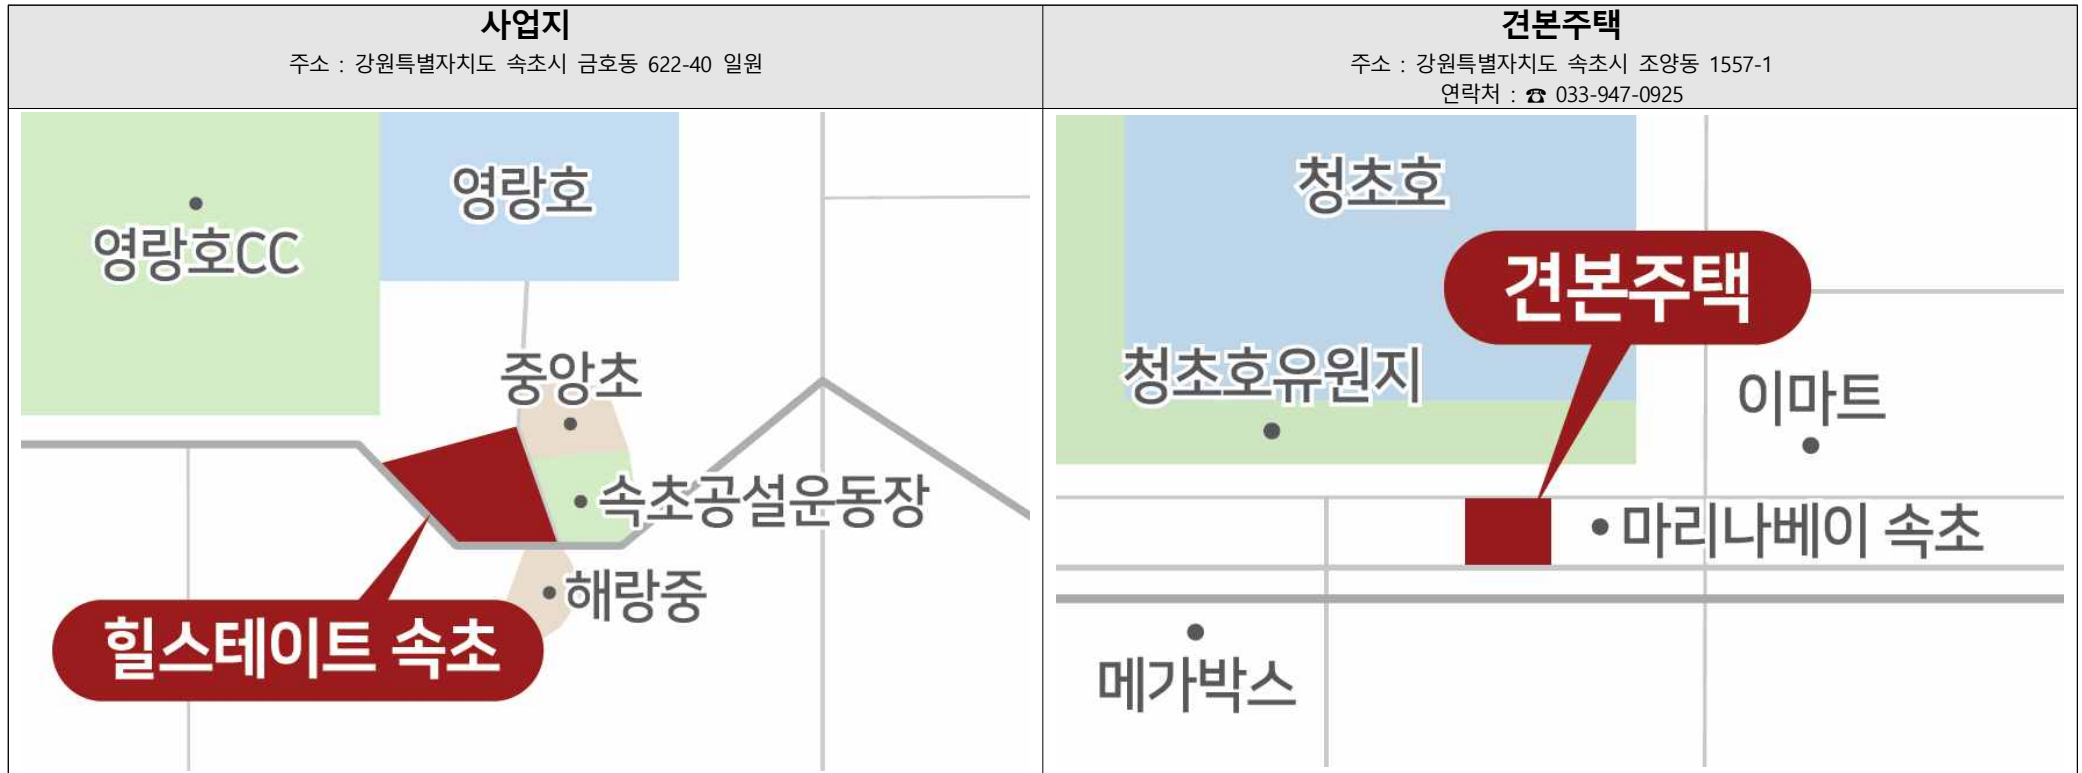 사업지
주소 : 강원특별자치도 속초시 금호동 622-40 일원
영랑호
영랑호CC
중앙초
속초공설운동장
해랑중
힐스테이트 속초
견본주택
주소 : 강원특별자치도 속초시 조양동 1557-1
연락처 : ☎ 033-947-0925
청초호
견본주택
청초호유원지
이마트
마리나베이 속초
메가박스